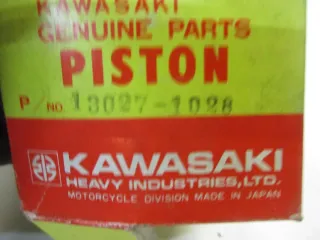 KAWASAKI
GENUINE PARTS
PISTON
P/NO. 13027-1028
KAWASAKI
HEAVY INDUSTRIES, LTD.
MOTORCYCLE DIVISION MADE IN JAPAN